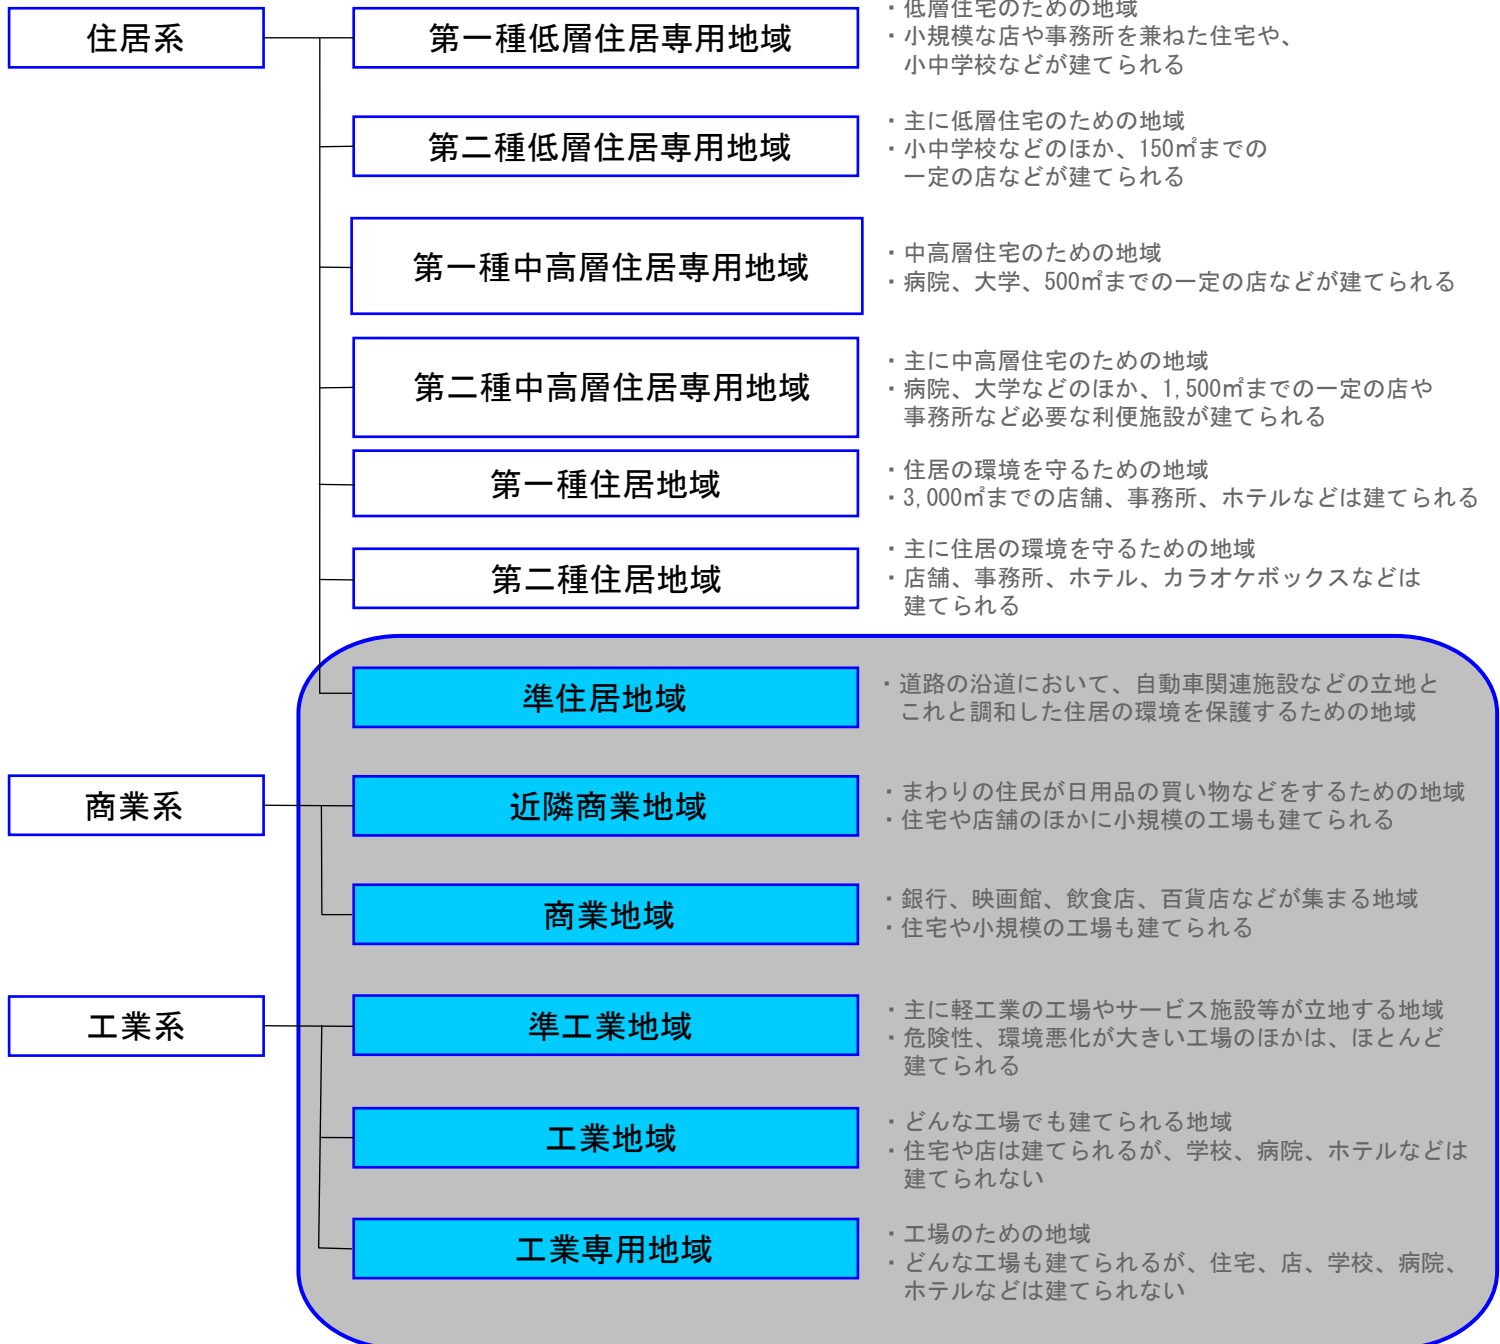 住居系
第一種低層住居専用地域
・低層住宅のための地域
・小規模な店や事務所を兼ねた住宅や、
小中学校などが建てられる
第二種低層住居専用地域
・主に低層住宅のための地域
・小中学校などのほか、150㎡までの
一定の店などが建てられる
第一種中高層住居専用地域
・中高層住宅のための地域
・病院、大学、500㎡までの一定の店などが建てられる
第二種中高層住居専用地域
・主に中高層住宅のための地域
・病院、大学などのほか、1,500㎡までの一定の店や
事務所など必要な利便施設が建てられる
第一種住居地域
・住居の環境を守るための地域
・3,000㎡までの店舗、事務所、ホテルなどは建てられる
第二種住居地域
・主に住居の環境を守るための地域
・店舗、事務所、ホテル、カラオケボックスなどは
建てられる
準住居地域
・道路の沿道において、自動車関連施設などの立地と
これと調和した住居の環境を保護するための地域
商業系
近隣商業地域
・まわりの住民が日用品の買い物などをするための地域
・住宅や店舗のほかに小規模の工場も建てられる
商業地域
・銀行、映画館、飲食店、百貨店などが集まる地域
・住宅や小規模の工場も建てられる
工業系
準工業地域
・主に軽工業の工場やサービス施設等が立地する地域
・危険性、環境悪化が大きい工場のほかは、ほとんど
建てられる
工業地域
・どんな工場でも建てられる地域
・住宅や店は建てられるが、学校、病院、ホテルなどは
建てられない
工業専用地域
・工場のための地域
・どんな工場も建てられるが、住宅、店、学校、病院、
ホテルなどは建てられない